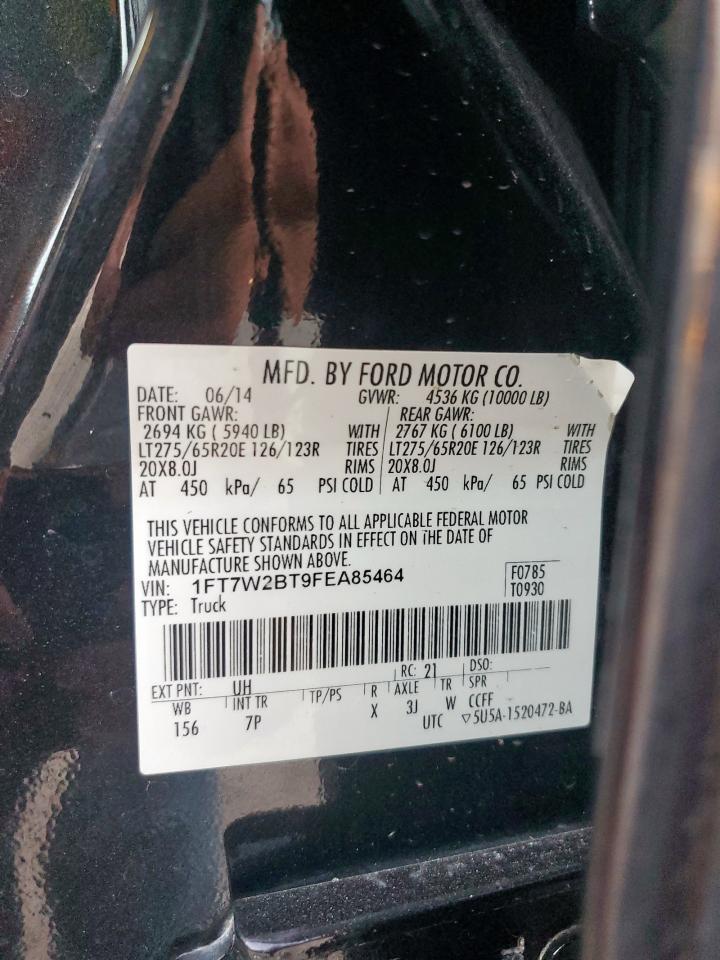 MFD. BY FORD MOTOR CO.
DATE: 06/14 GVWR: 4536 KG (10000 LB)
FRONT GAWR: REAR GAWR:
2694 KG ( 5940 LB) WITH 2767 KG ( 6100 LB) WITH
LT275/65R20E 126/123R TIRES LT275/65R20E 126/123R TIRES
20X8.0J RIMS 20X8.0J RIMS
AT 450 kPa/ 65 PSI COLD AT 450 kPa/ 65 PSI COLD
THIS VEHICLE CONFORMS TO ALL APPLICABLE FEDERAL MOTOR
VEHICLE SAFETY STANDARDS IN EFFECT ON THE DATE OF
MANUFACTURE SHOWN ABOVE.
VIN: 1FT7W2BT9FEA85464 F0785
TYPE: Truck T0930
EXT PNT: UH RC: 21 DSO:
WB INT TR TP/PS R AXLE TR SPR
156 7P X 3J W CCFF
UTC ▽5U5A-1520472-BA